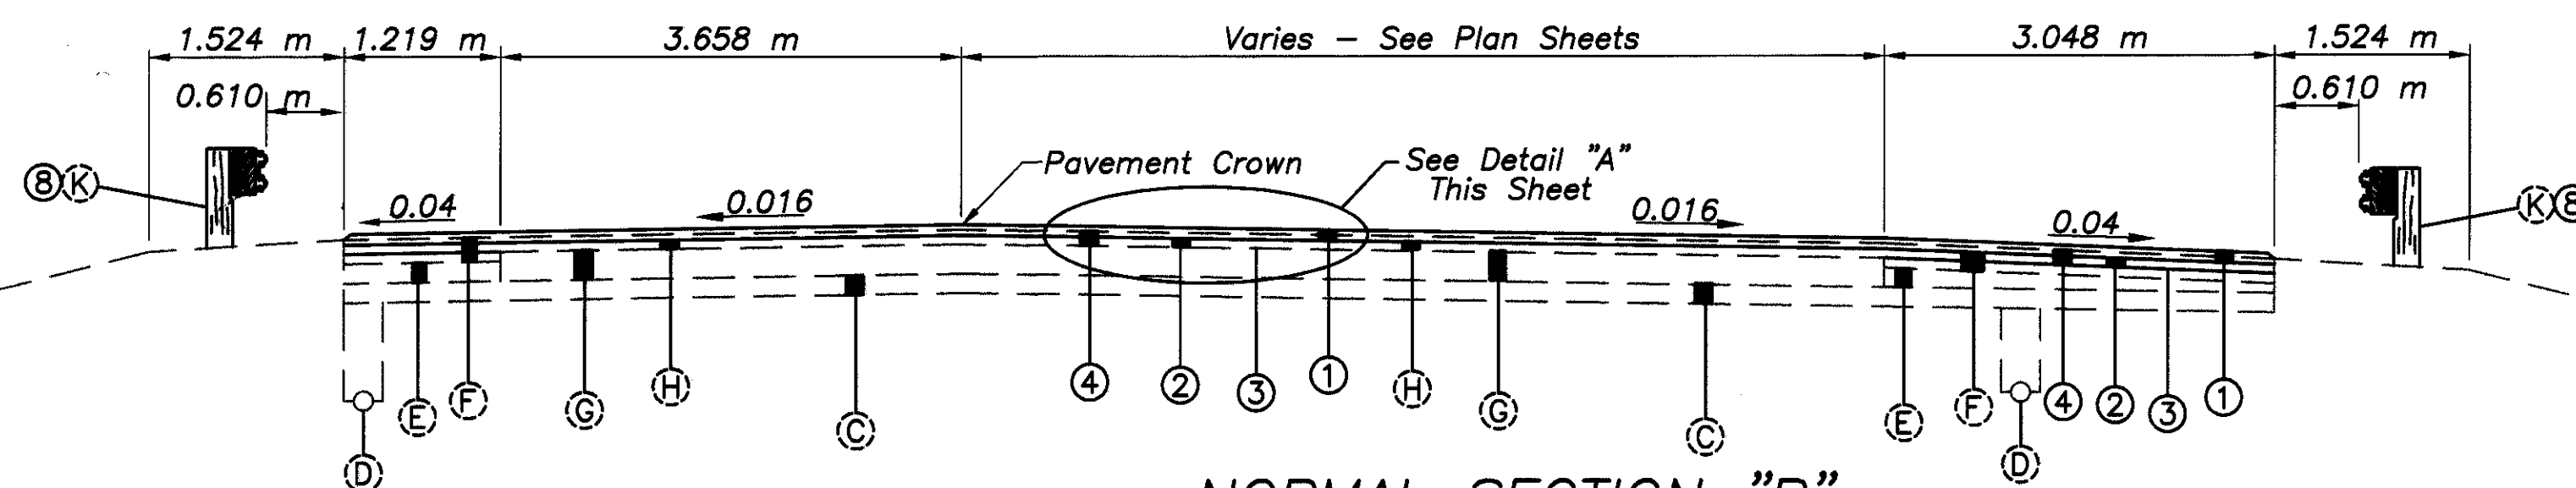 1.524 m 1.219 m 3.658 m Varies – See Plan Sheets 3.048 m 1.524 m
0.610 m 0.610 m
Pavement Crown See Detail "A"
This Sheet
8 K K 8
0.04 0.016 0.016 0.04
4 2 3 1
E F G H C H G C E F 4 2 3 1
D D
NORMAL SECTION "B"